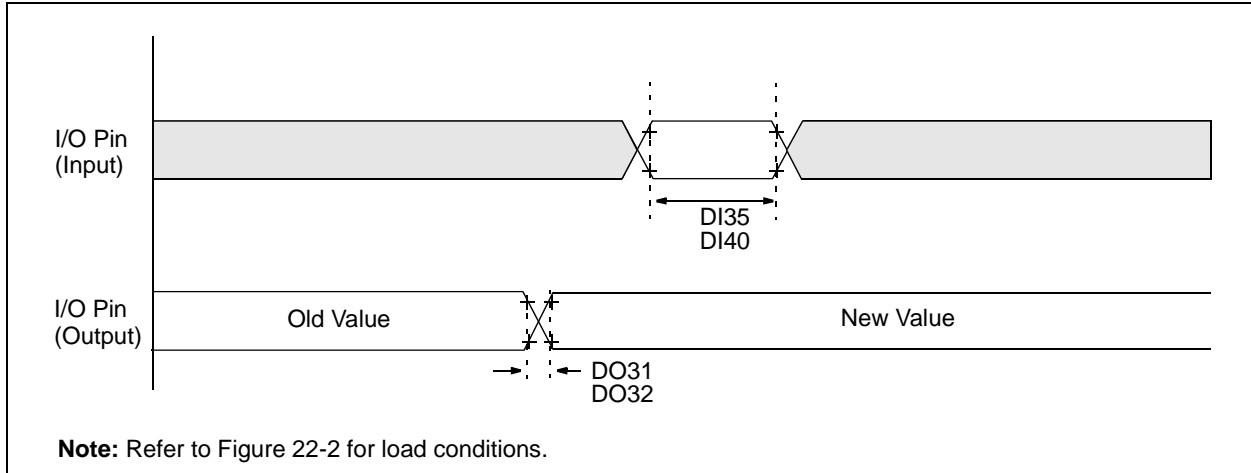 I/O Pin
(Input)
DI35
DI40
I/O Pin
(Output)
Old Value
New Value
DO31
DO32
Note: Refer to Figure 22-2 for load conditions.